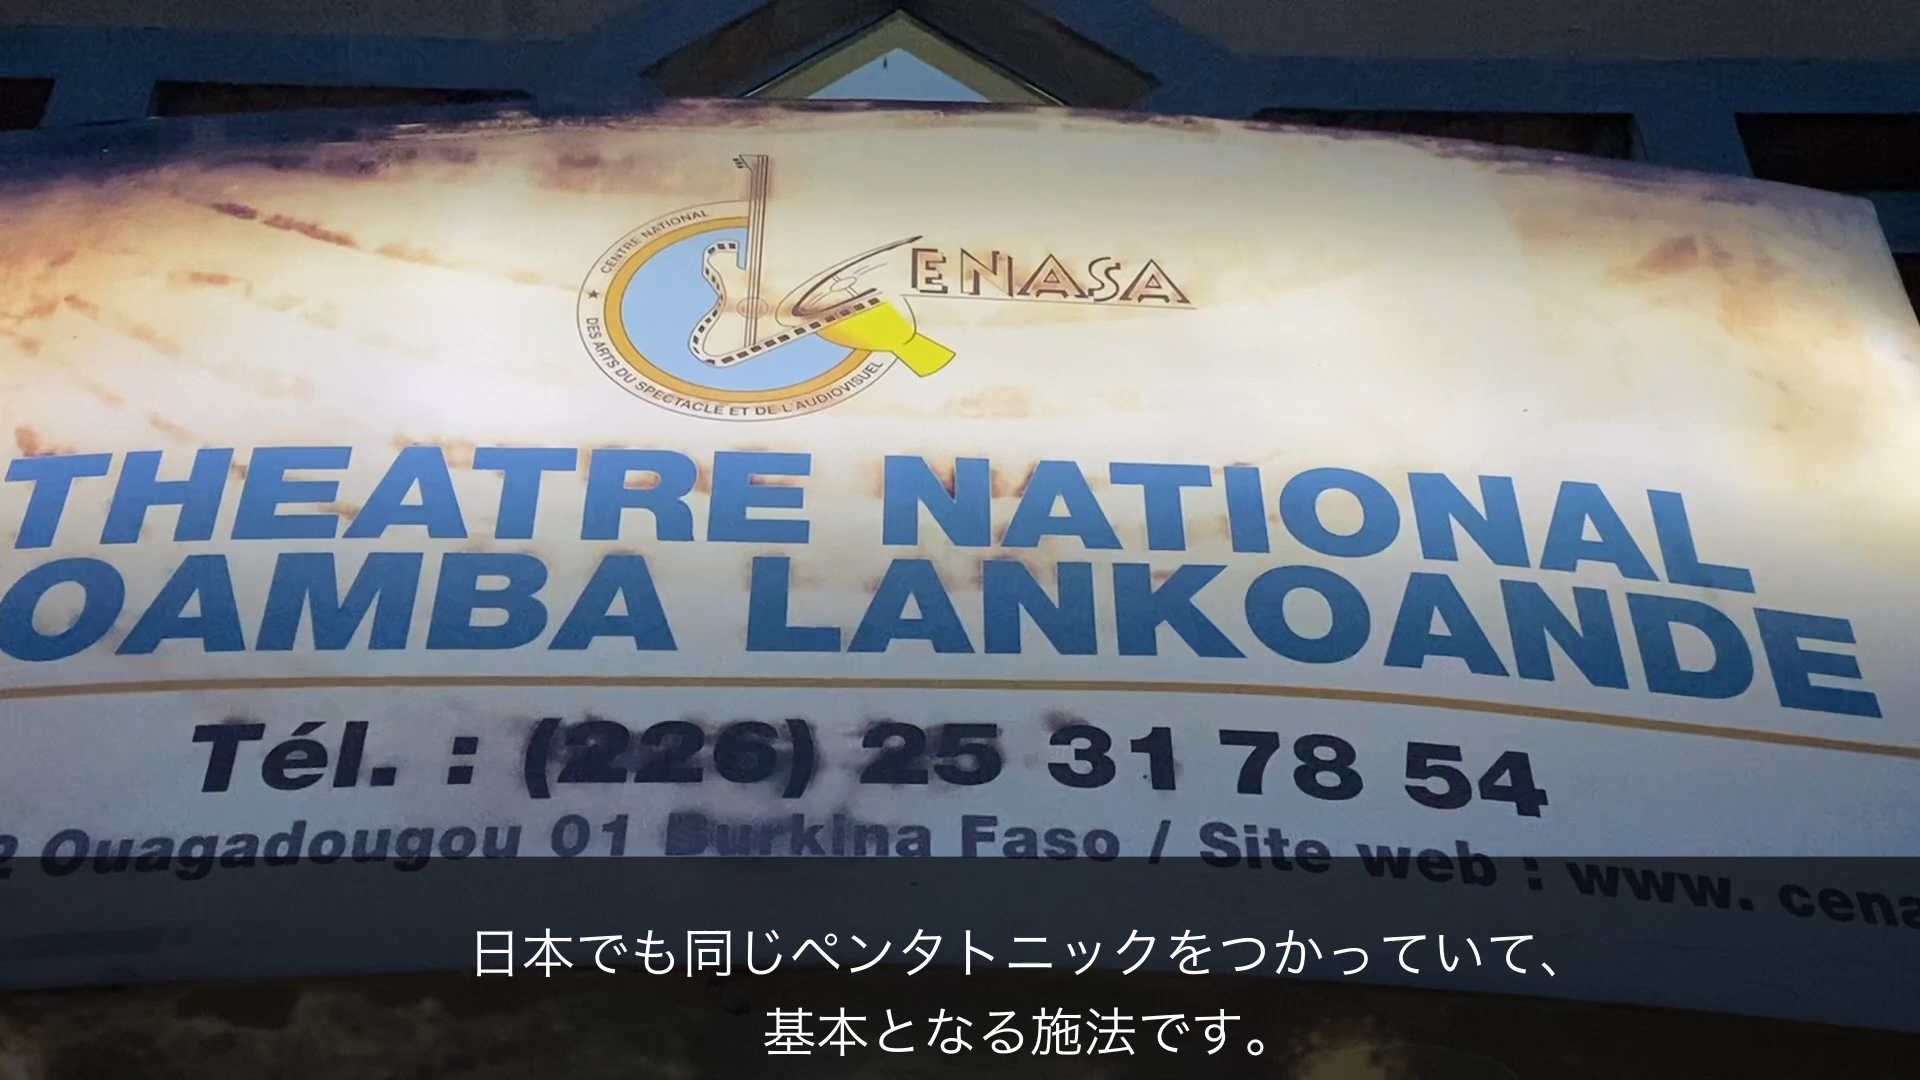 CENTRE NATIONAL
DES ARTS DU SPECTACLE ET DE L'AUDIOVISUEL
CENASA
THEATRE NATIONAL
OAMBA LANKOANDE
Tél. : (226) 25 31 78 54
2 Ouagadougou 01 Burkina Faso / Site web : www. cena
日本でも同じペンタトニックをつかっていて、
基本となる施法です。